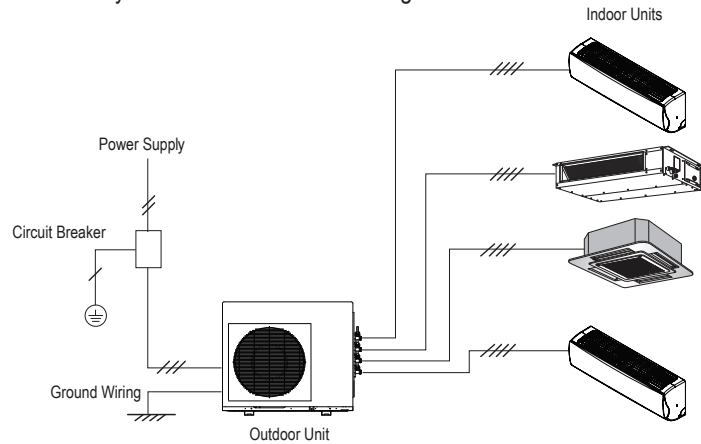 Indoor Units
Power Supply
Circuit Breaker
Ground Wiring
Outdoor Unit